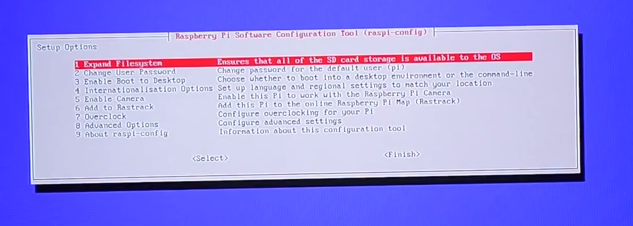 Raspberry Pi Software Configuration Tool (raspi-config)
Setup Options
1 Expand Filesystem Ensures that all of the SD card storage is available to the OS
2 Change User Password Change password for the default user (pi)
3 Enable Boot to Desktop Choose whether to boot into a desktop environment or the command-line
4 Internationalisation Options Set up language and regional settings to match your location
5 Enable Camera Enable this Pi to work with the Raspberry Pi Camera
6 Add to Rastrack Add this Pi to the online Raspberry Pi Map (Rastrack)
7 Overclock Configure overclocking for your Pi
8 Advanced Options Configure advanced settings
9 About raspi-config Information about this configuration tool
<Select> <Finish>